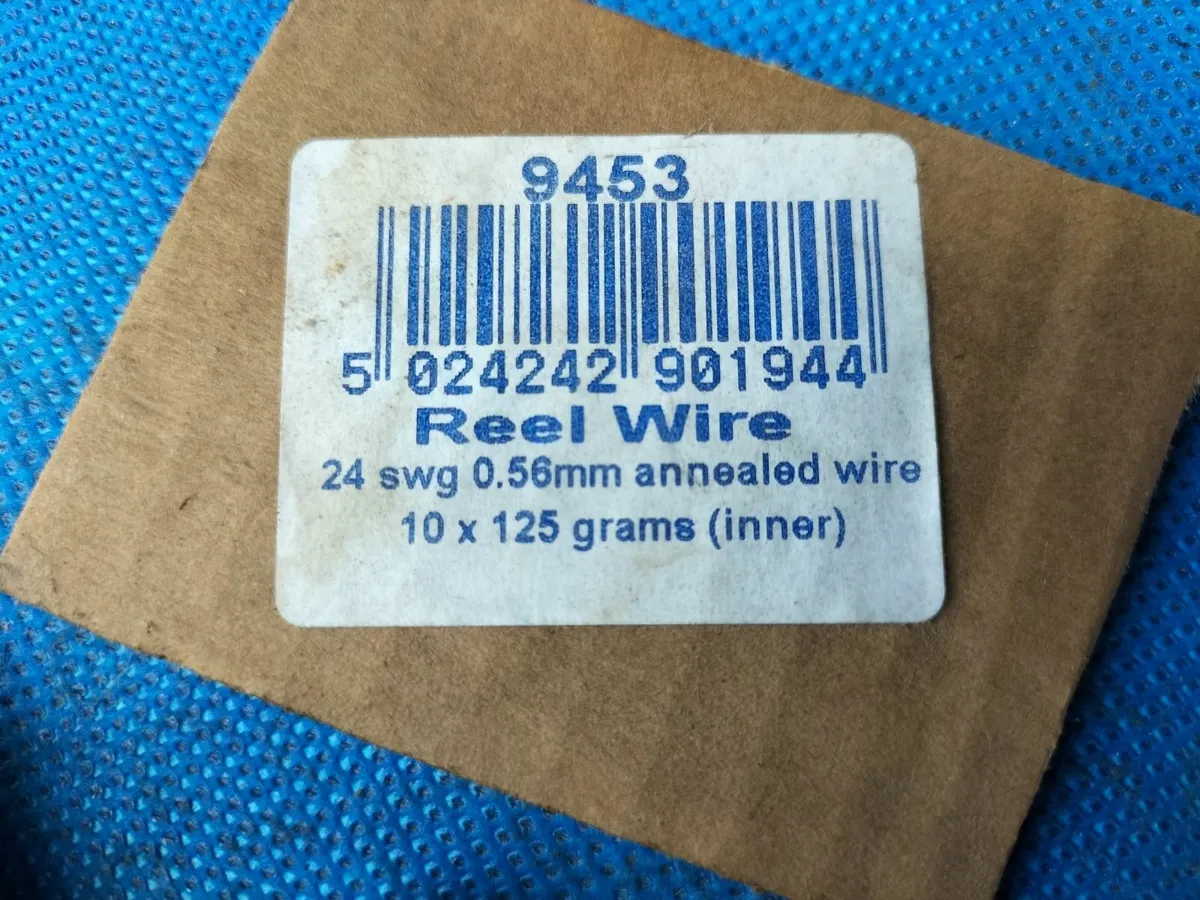 9453
5 024242 901944
Reel Wire
24 swg 0.56mm annealed wire
10 x 125 grams (inner)